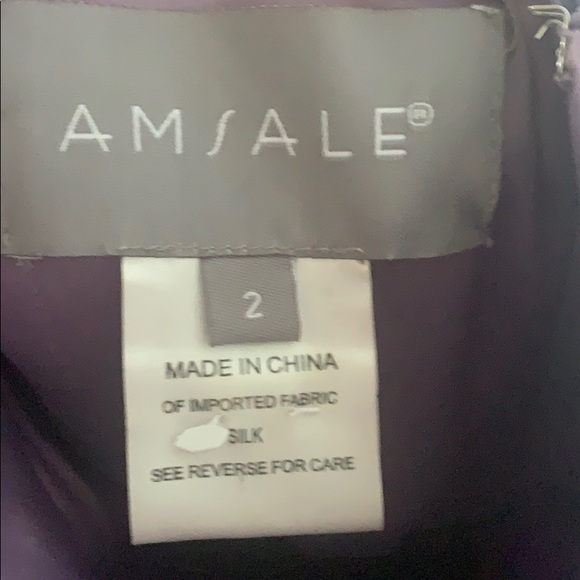 AMSALE®
2
MADE IN CHINA
OF IMPORTED FABRIC
SILK
SEE REVERSE FOR CARE